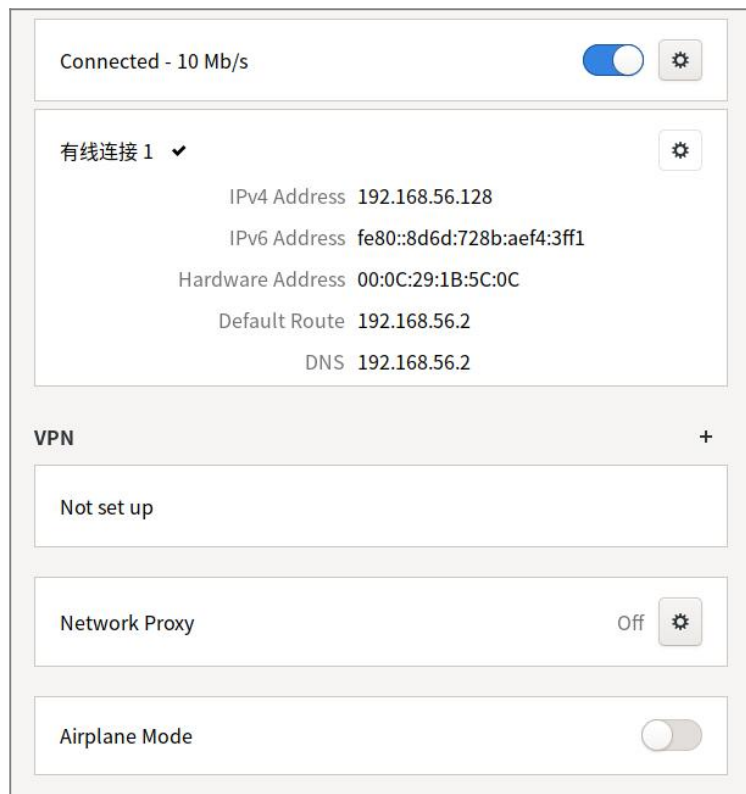 Connected - 10 Mb/s
有线连接 1
IPv4 Address 192.168.56.128
IPv6 Address fe80::8d6d:728b:aef4:3ff1
Hardware Address 00:0C:29:1B:5C:0C
Default Route 192.168.56.2
DNS 192.168.56.2
VPN +
Not set up
Network Proxy Off
Airplane Mode